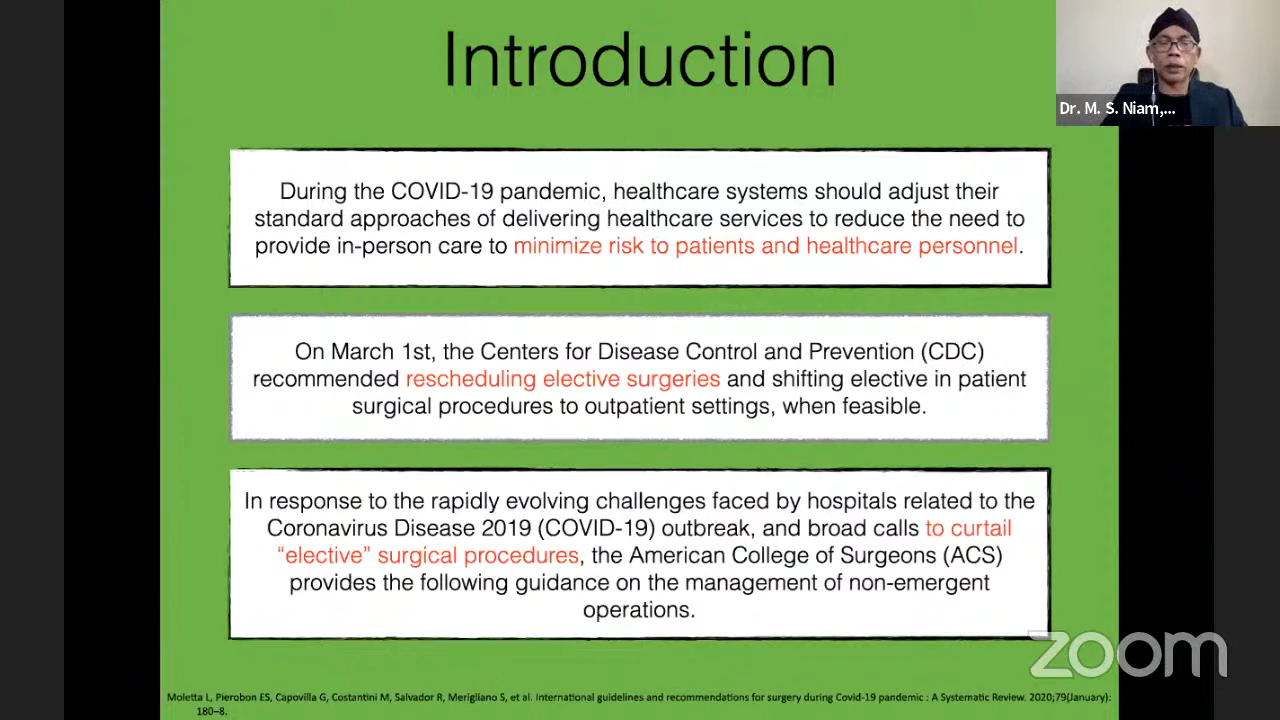 Introduction
Dr. M. S. Niam,...
During the COVID-19 pandemic, healthcare systems should adjust their
standard approaches of delivering healthcare services to reduce the need to
provide in-person care to minimize risk to patients and healthcare personnel.
On March 1st, the Centers for Disease Control and Prevention (CDC)
recommended rescheduling elective surgeries and shifting elective in patient
surgical procedures to outpatient settings, when feasible.
In response to the rapidly evolving challenges faced by hospitals related to the
Coronavirus Disease 2019 (COVID-19) outbreak, and broad calls to curtail
“elective” surgical procedures, the American College of Surgeons (ACS)
provides the following guidance on the management of non-emergent
operations.
zoom
Moletta L, Pierobon ES, Capovilla G, Costantini M, Salvador R, Merigliano S, et al. International guidelines and recommendations for surgery during Covid-19 pandemic : A Systematic Review. 2020;79(January):
180–8.